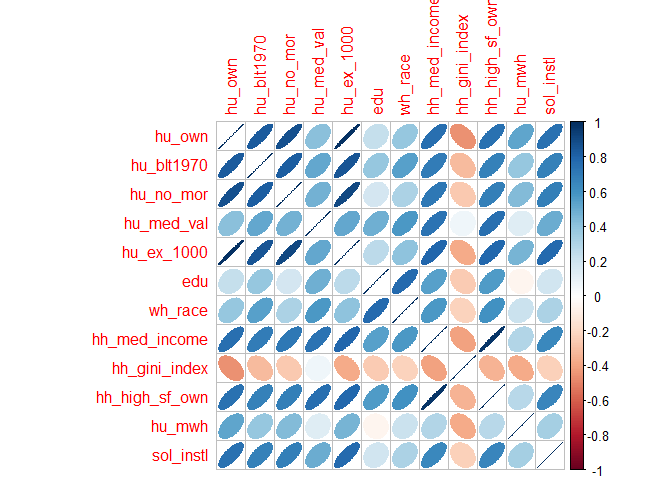 hu_own
hu_blt1970
hu_no_mor
hu_med_val
hu_ex_1000
edu
wh_race
hh_med_income
hh_gini_index
hh_high_sf_own
hu_mwh
sol_instl
hu_own
hu_blt1970
hu_no_mor
hu_med_val
hu_ex_1000
edu
wh_race
hh_med_income
hh_gini_index
hh_high_sf_own
hu_mwh
sol_instl
1
0.8
0.6
0.4
0.2
0
-0.2
-0.4
-0.6
-0.8
-1